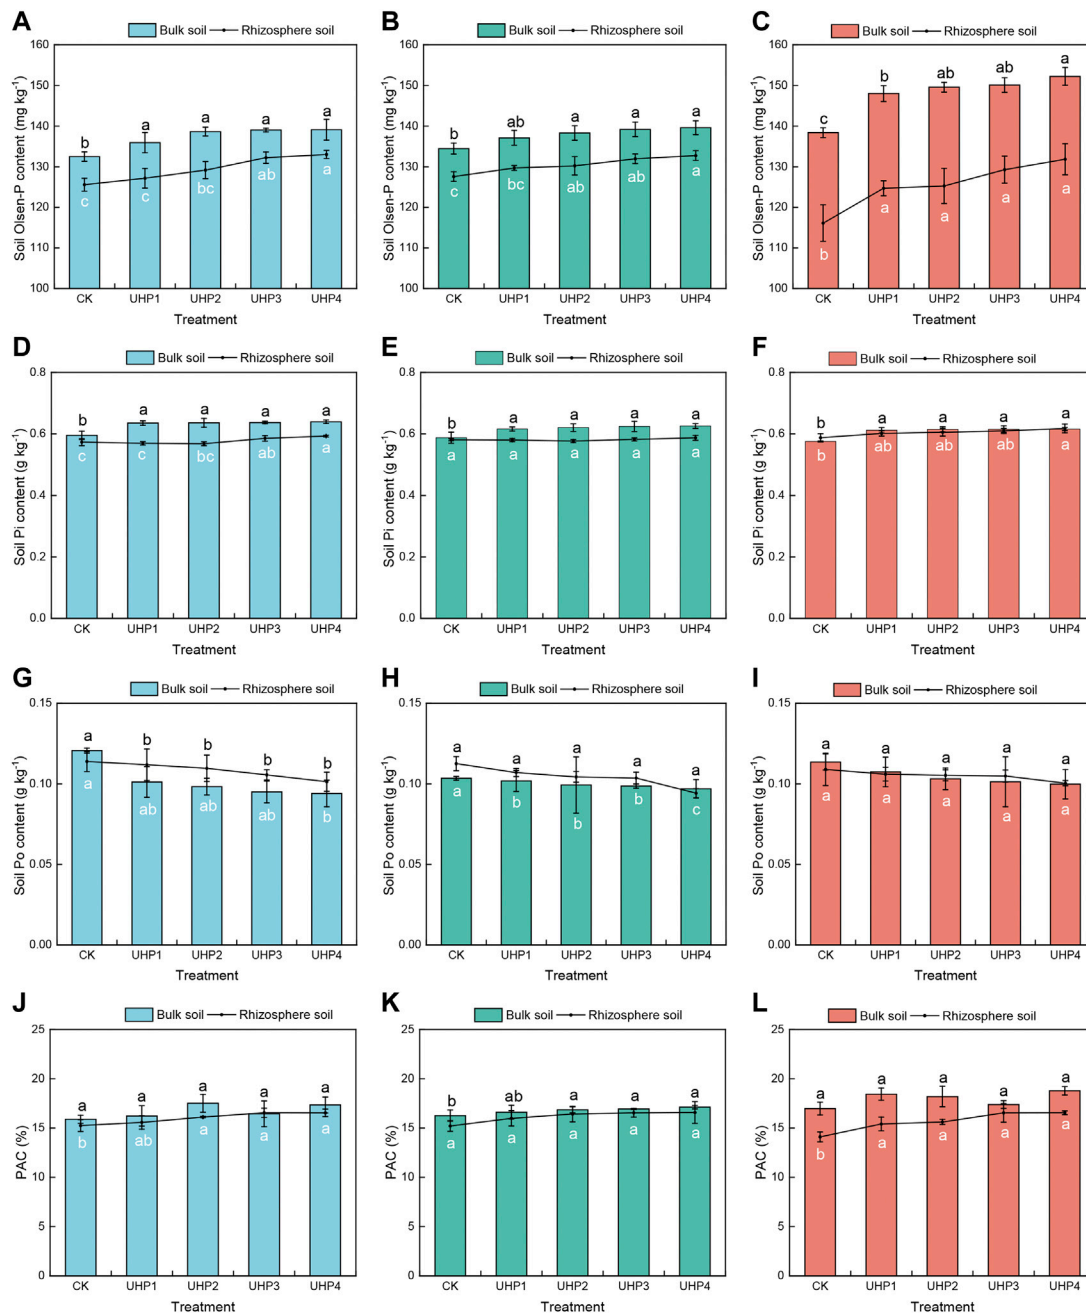 A
Bulk soil Rhizosphere soil
160
150
140
130
120
110
100
Soil Olsen-P content (mg kg⁻¹)
b a a a a
c c bc ab a
CK UHP1 UHP2 UHP3 UHP4
Treatment
B
Bulk soil Rhizosphere soil
160
150
140
130
120
110
100
Soil Olsen-P content (mg kg⁻¹)
b ab a a a
c bc ab ab a
CK UHP1 UHP2 UHP3 UHP4
Treatment
C
Bulk soil Rhizosphere soil
160
150
140
130
120
110
100
Soil Olsen-P content (mg kg⁻¹)
c b ab ab a
b a a a a
CK UHP1 UHP2 UHP3 UHP4
Treatment
D
Bulk soil Rhizosphere soil
0.8
0.6
0.4
0.2
0.0
Soil Pi content (g kg⁻¹)
b a a a a
c c bc ab a
CK UHP1 UHP2 UHP3 UHP4
Treatment
E
Bulk soil Rhizosphere soil
0.8
0.6
0.4
0.2
0.0
Soil Pi content (g kg⁻¹)
b a a a a
a a a a a
CK UHP1 UHP2 UHP3 UHP4
Treatment
F
Bulk soil Rhizosphere soil
0.8
0.6
0.4
0.2
0.0
Soil Pi content (g kg⁻¹)
b a a a a
b ab ab ab a
CK UHP1 UHP2 UHP3 UHP4
Treatment
G
Bulk soil Rhizosphere soil
0.15
0.10
0.05
0.00
Soil Po content (g kg⁻¹)
a b b b b
a ab ab ab b
CK UHP1 UHP2 UHP3 UHP4
Treatment
H
Bulk soil Rhizosphere soil
0.15
0.10
0.05
0.00
Soil Po content (g kg⁻¹)
a a a a a
a b b b c
CK UHP1 UHP2 UHP3 UHP4
Treatment
I
Bulk soil Rhizosphere soil
0.15
0.10
0.05
0.00
Soil Po content (g kg⁻¹)
a a a a a
a a a a a
CK UHP1 UHP2 UHP3 UHP4
Treatment
J
Bulk soil Rhizosphere soil
25
20
15
10
5
0
PAC (%)
a a a a a
b ab a a a
CK UHP1 UHP2 UHP3 UHP4
Treatment
K
Bulk soil Rhizosphere soil
25
20
15
10
5
0
PAC (%)
b ab a a a
a a a a a
CK UHP1 UHP2 UHP3 UHP4
Treatment
L
Bulk soil Rhizosphere soil
25
20
15
10
5
0
PAC (%)
a a a a a
b a a a a
CK UHP1 UHP2 UHP3 UHP4
Treatment